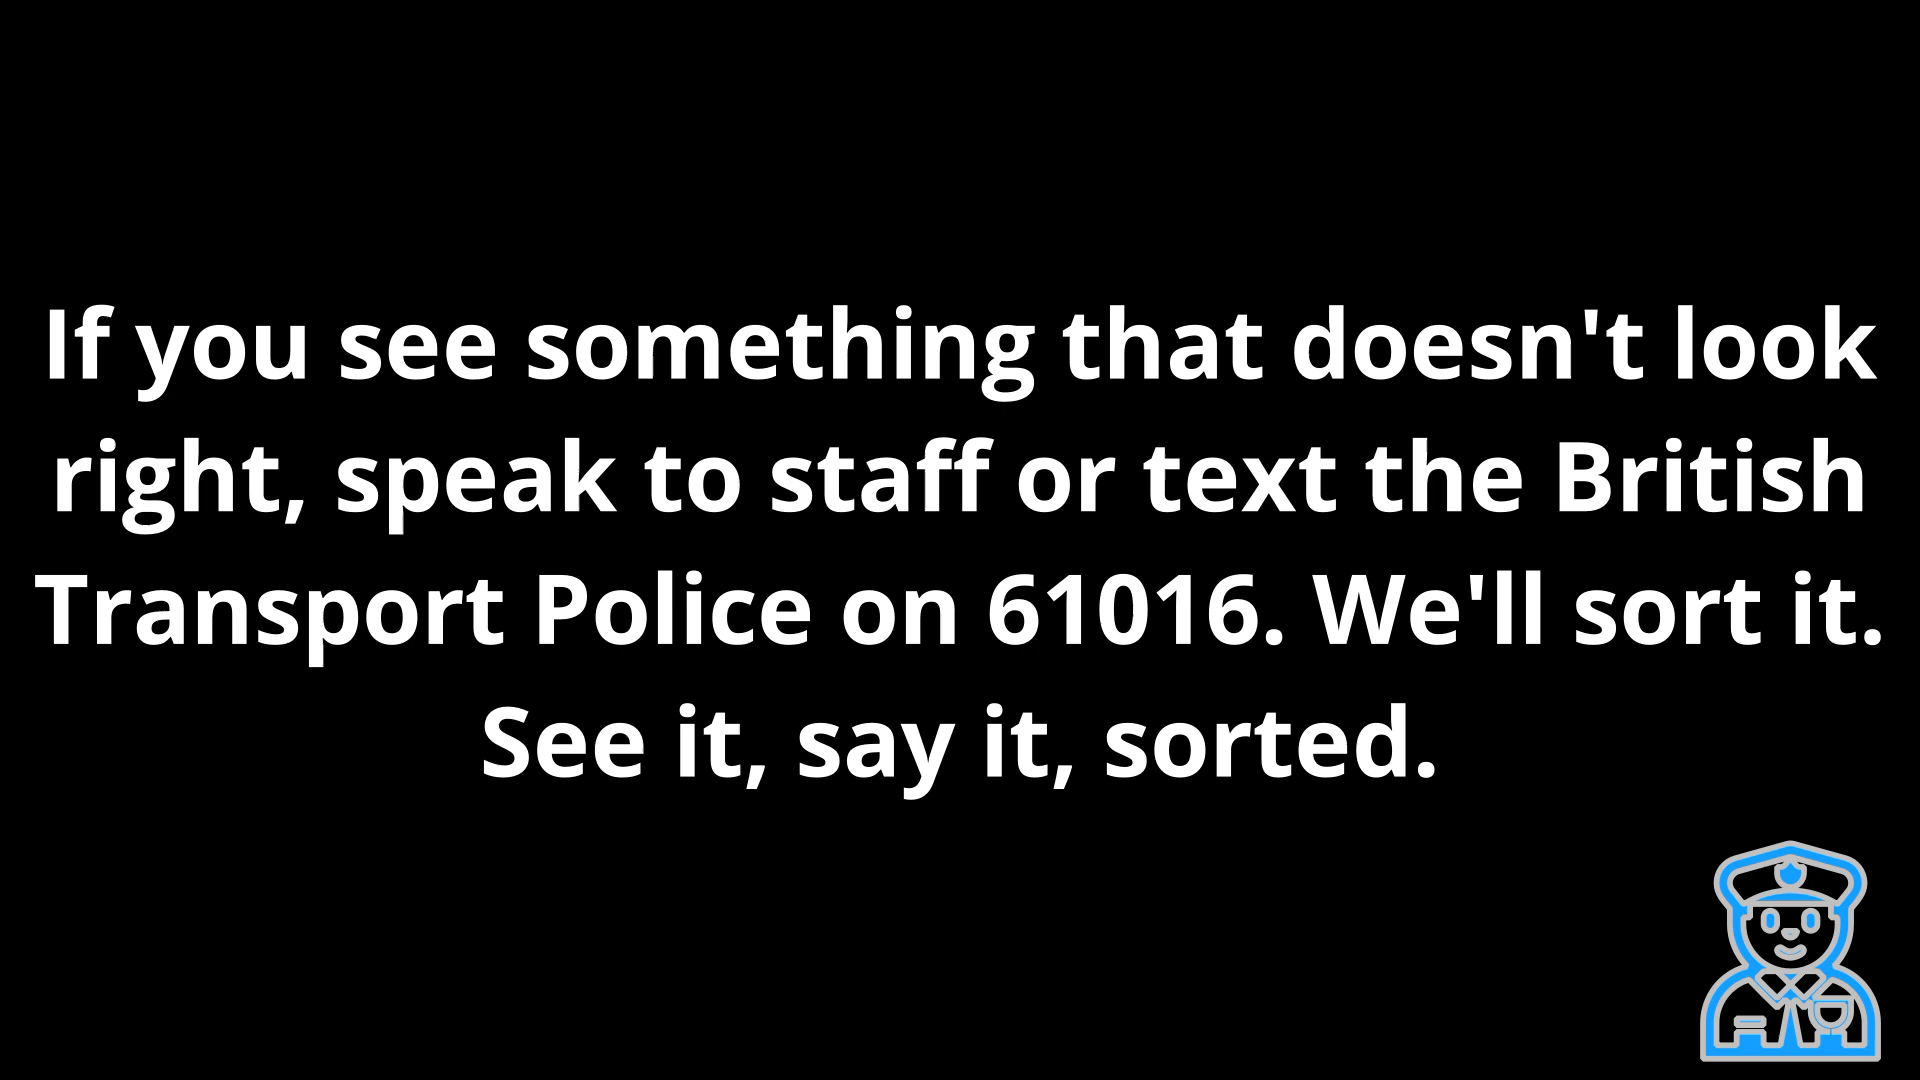 If you see something that doesn't look
right, speak to staff or text the British
Transport Police on 61016. We'll sort it.
See it, say it, sorted.